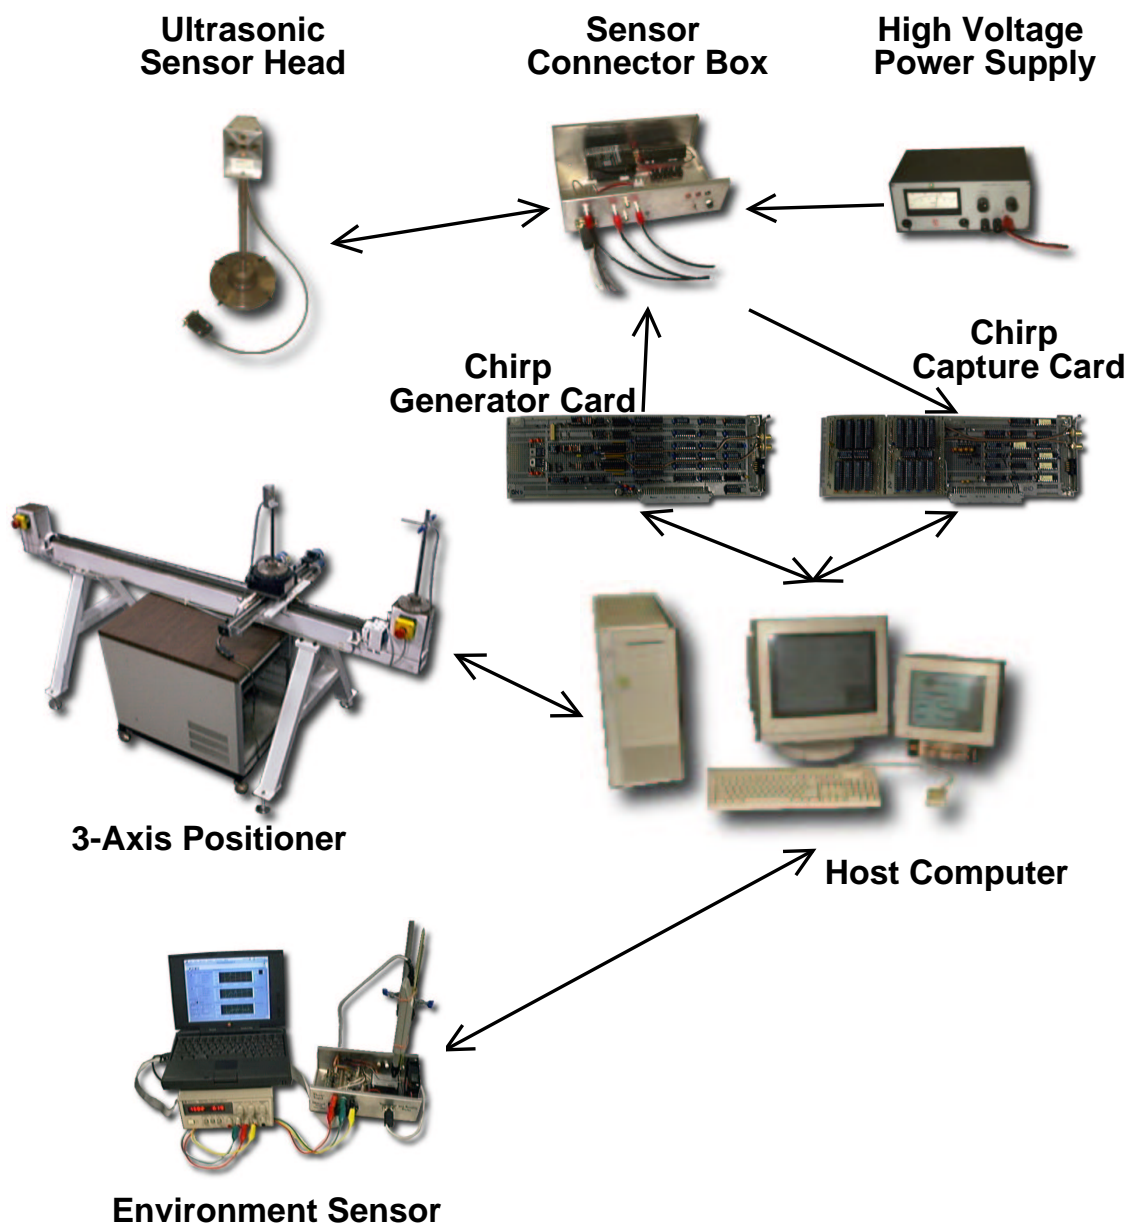 Ultrasonic
Sensor Head
Sensor
Connector Box
High Voltage
Power Supply
Chirp
Generator Card
Chirp
Capture Card
3-Axis Positioner
Host Computer
Environment Sensor